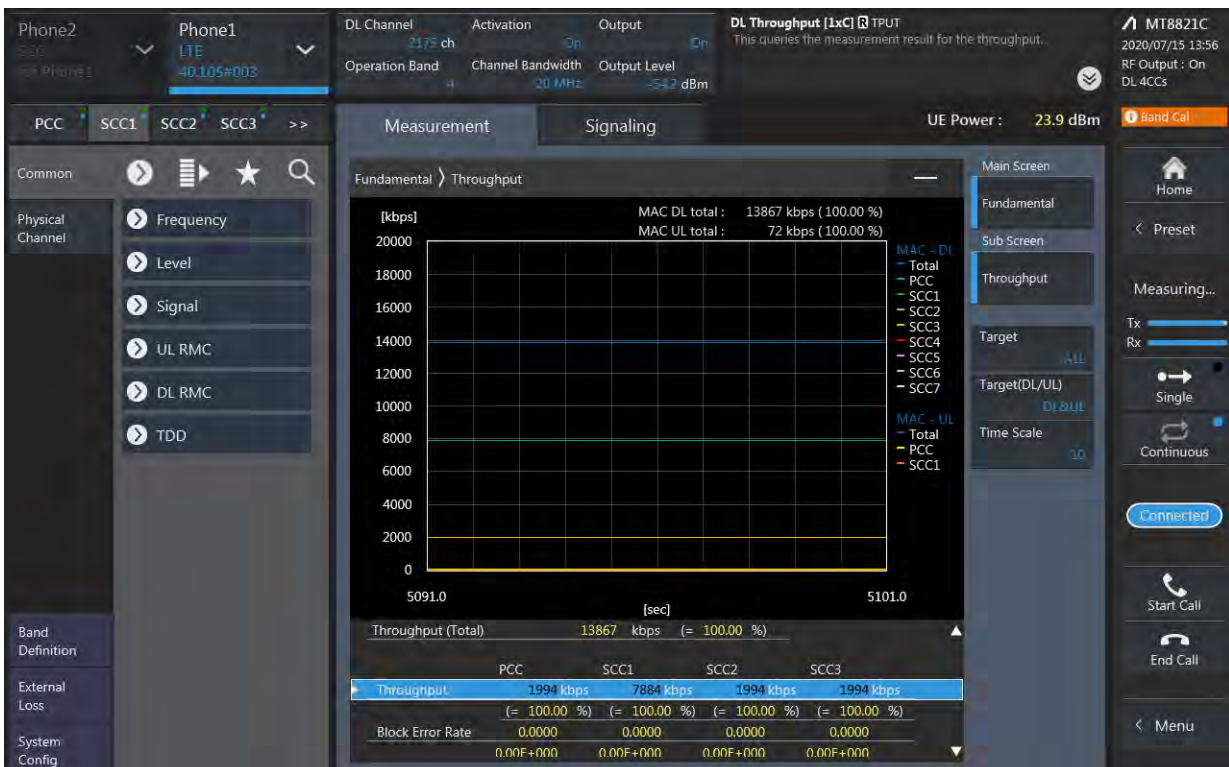 Phone2
Phone1
LTE
40.105#003
DL Channel
2175 ch
Activation
On
Output
On
Operation Band
4
Channel Bandwidth
20 MHz
Output Level
-54.2 dBm
DL Throughput [1xC] R TPUT
This queries the measurement result for the throughput.
MT8821C
2020/07/15 13:56
RF Output : On
DL 4CCs
PCC SCC1 SCC2 SCC3 >>
Measurement
Signaling
UE Power : 23.9 dBm
Band Cal
Common
Physical
Channel
Frequency
Level
Signal
UL RMC
DL RMC
TDD
Band
Definition
External
Loss
System
Config
Fundamental 〉 Throughput
[kbps]
MAC DL total : 13867 kbps ( 100.00 %)
MAC UL total : 72 kbps ( 100.00 %)
20000
18000
16000
14000
12000
10000
8000
6000
4000
2000
0
5091.0
5101.0
[sec]
MAC - DL
Total
PCC
SCC1
SCC2
SCC3
SCC4
SCC5
SCC6
SCC7
MAC - UL
Total
PCC
SCC1
Throughput (Total) 13867 kbps (= 100.00 %)
PCC SCC1 SCC2 SCC3
Throughput 1994 kbps 7884 kbps 1994 kbps 1994 kbps
(= 100.00 %) (= 100.00 %) (= 100.00 %) (= 100.00 %)
Block Error Rate 0.0000 0.0000 0.0000 0.0000
0.00E+000 0.00E+000 0.00E+000 0.00E+000
Main Screen
Fundamental
Sub Screen
Throughput
Target
ALL
Target(DL/UL)
DL&UL
Time Scale
10
Home
< Preset
Measuring...
Tx
Rx
Single
Continuous
Connected
Start Call
End Call
< Menu